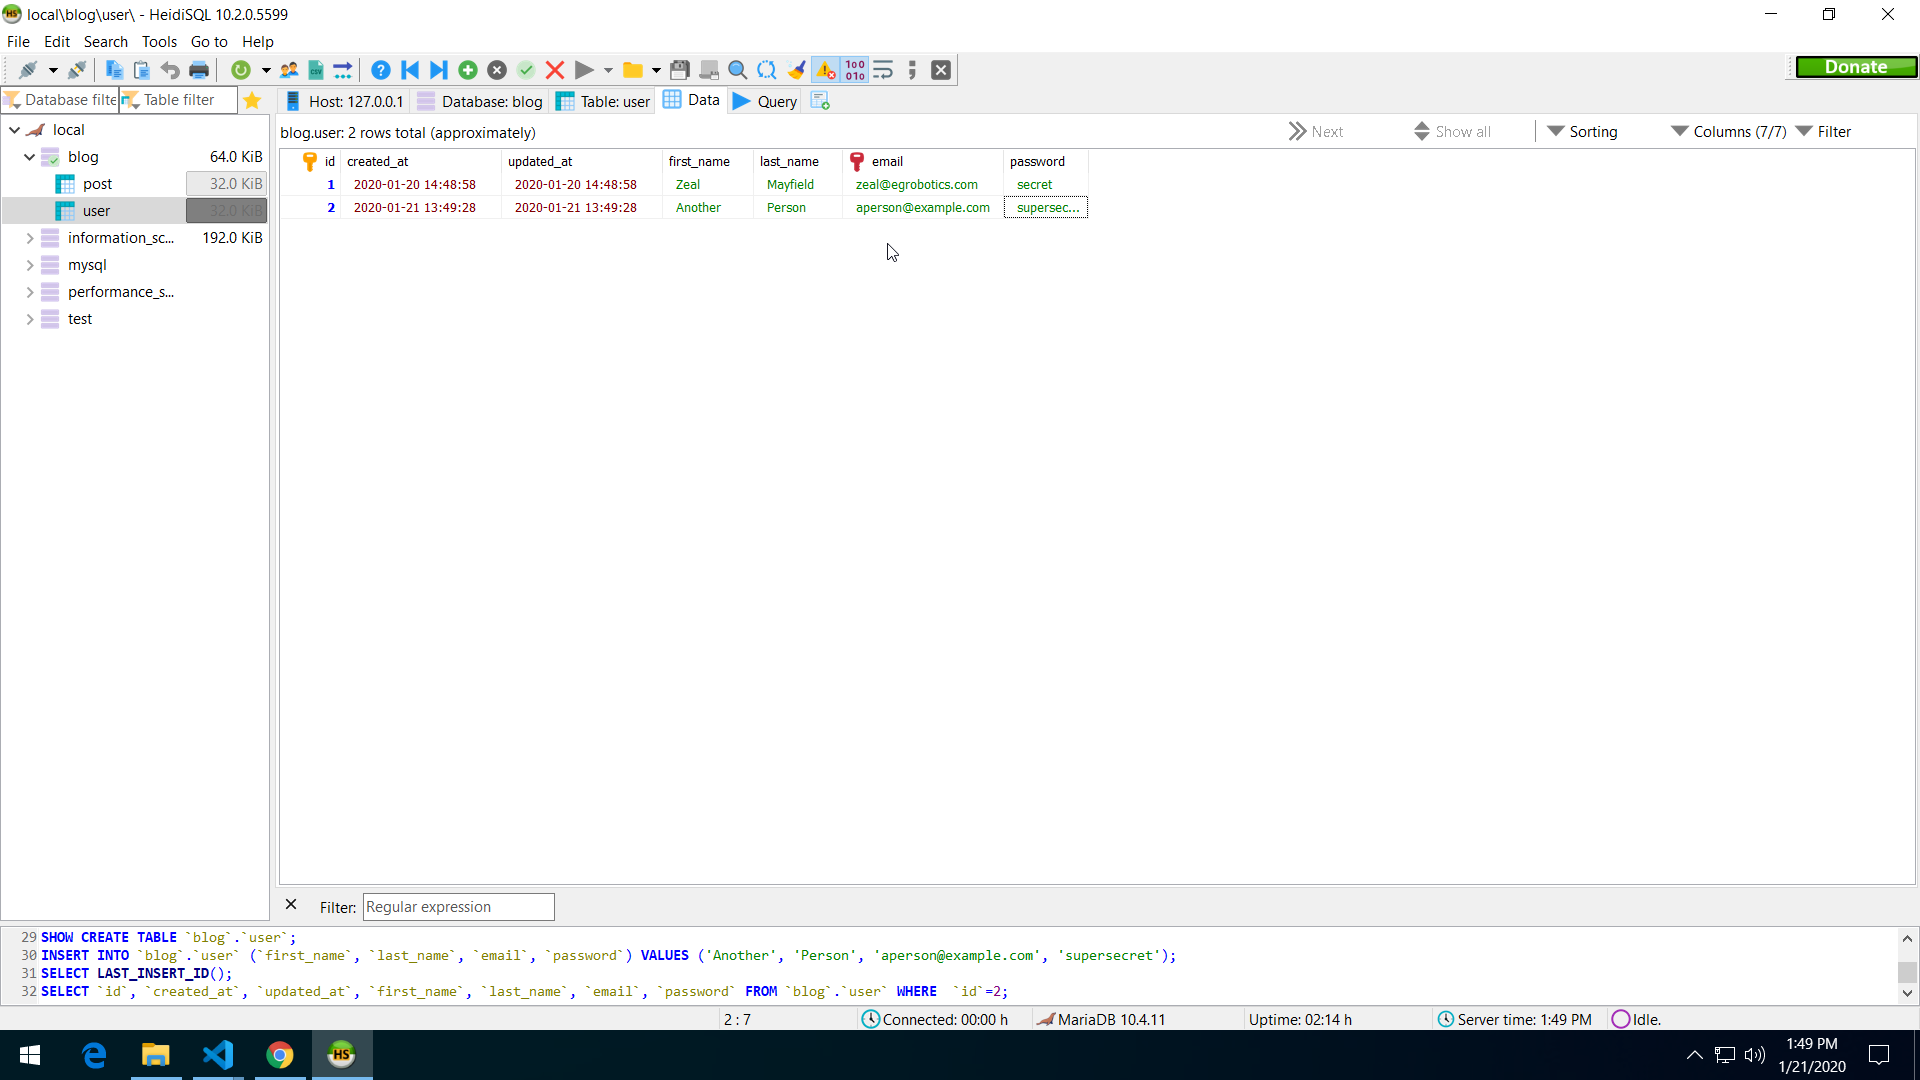 local\blog\user\ - HeidiSQL 10.2.0.5599
File Edit Search Tools Go to Help
Donate
Database filte Table filter
Host: 127.0.0.1 Database: blog Table: user Data Query
blog.user: 2 rows total (approximately) Next Show all Sorting Columns (7/7) Filter
local
blog 64.0 KiB
post 32.0 KiB
user 32.0 KiB
information_sc... 192.0 KiB
mysql
performance_s...
test
id created_at updated_at first_name last_name email password
1 2020-01-20 14:48:58 2020-01-20 14:48:58 Zeal Mayfield zeal@egrobotics.com secret
2 2020-01-21 13:49:28 2020-01-21 13:49:28 Another Person aperson@example.com supersec...
Filter: Regular expression
29 SHOW CREATE TABLE `blog`.`user`;
30 INSERT INTO `blog`.`user` (`first_name`, `last_name`, `email`, `password`) VALUES ('Another', 'Person', 'aperson@example.com', 'supersecret');
31 SELECT LAST_INSERT_ID();
32 SELECT `id`, `created_at`, `updated_at`, `first_name`, `last_name`, `email`, `password` FROM `blog`.`user` WHERE  `id`=2;
2 : 7 Connected: 00:00 h MariaDB 10.4.11 Uptime: 02:14 h Server time: 1:49 PM Idle.
HS
1:49 PM
1/21/2020